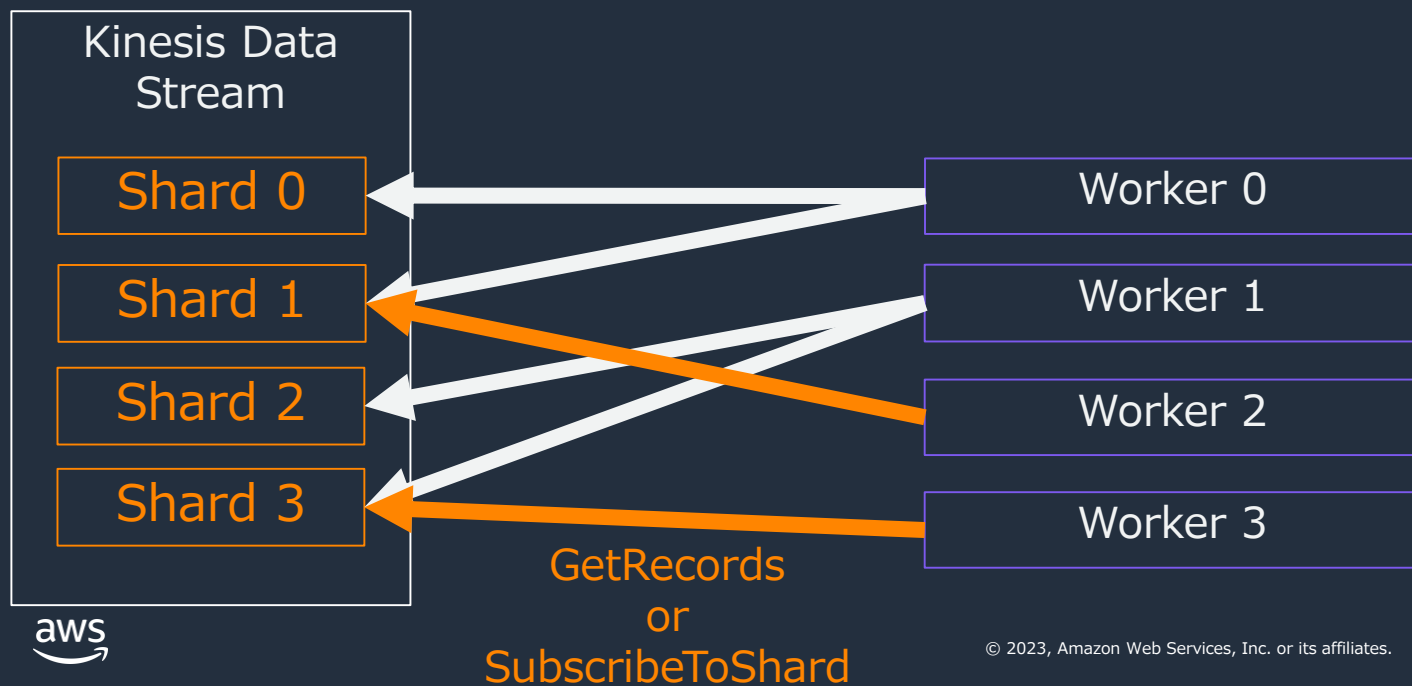 Kinesis Data
Stream
Shard 0
Shard 1
Shard 2
Shard 3
Worker 0
Worker 1
Worker 2
Worker 3
GetRecords
or
SubscribeToShard
aws
© 2023, Amazon Web Services, Inc. or its affiliates.